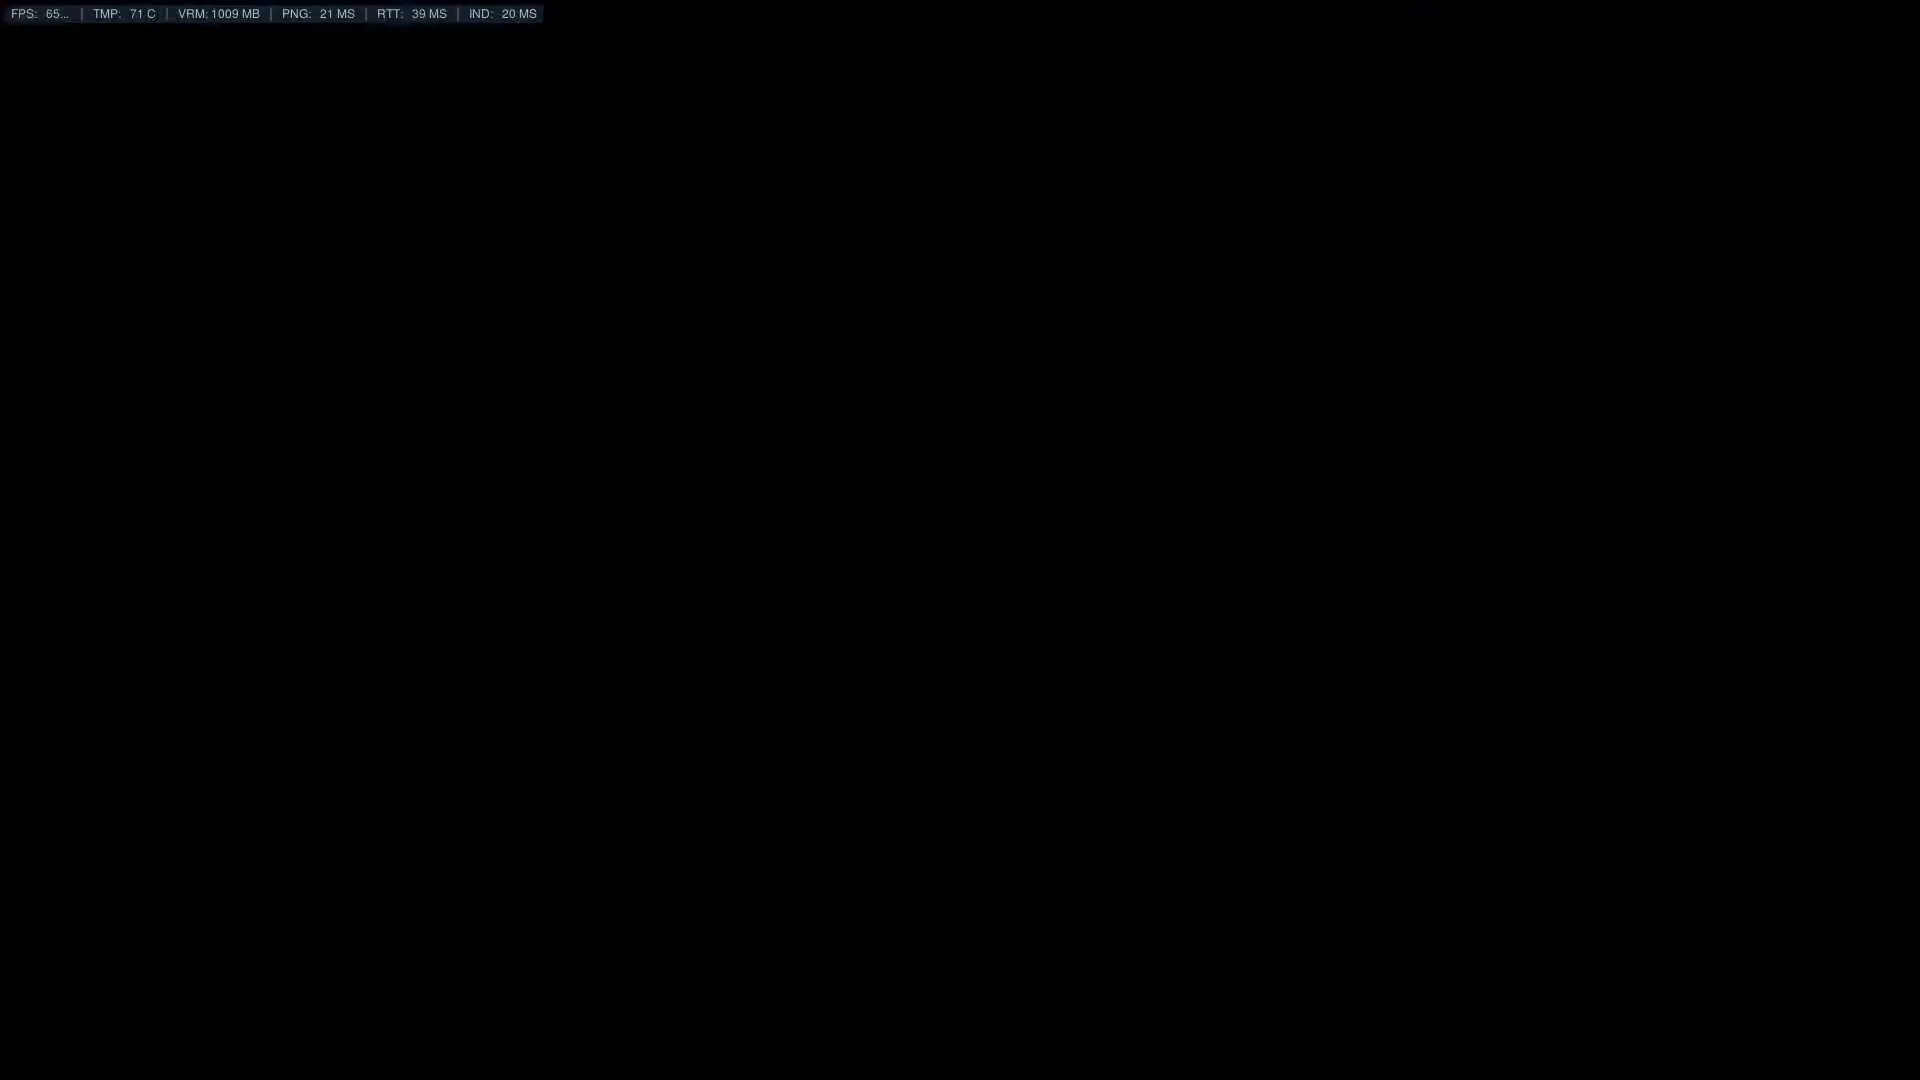 FPS: 65... | TMP: 71 C | VRM: 1009 MB | PNG: 21 MS | RTT: 39 MS | IND: 20 MS